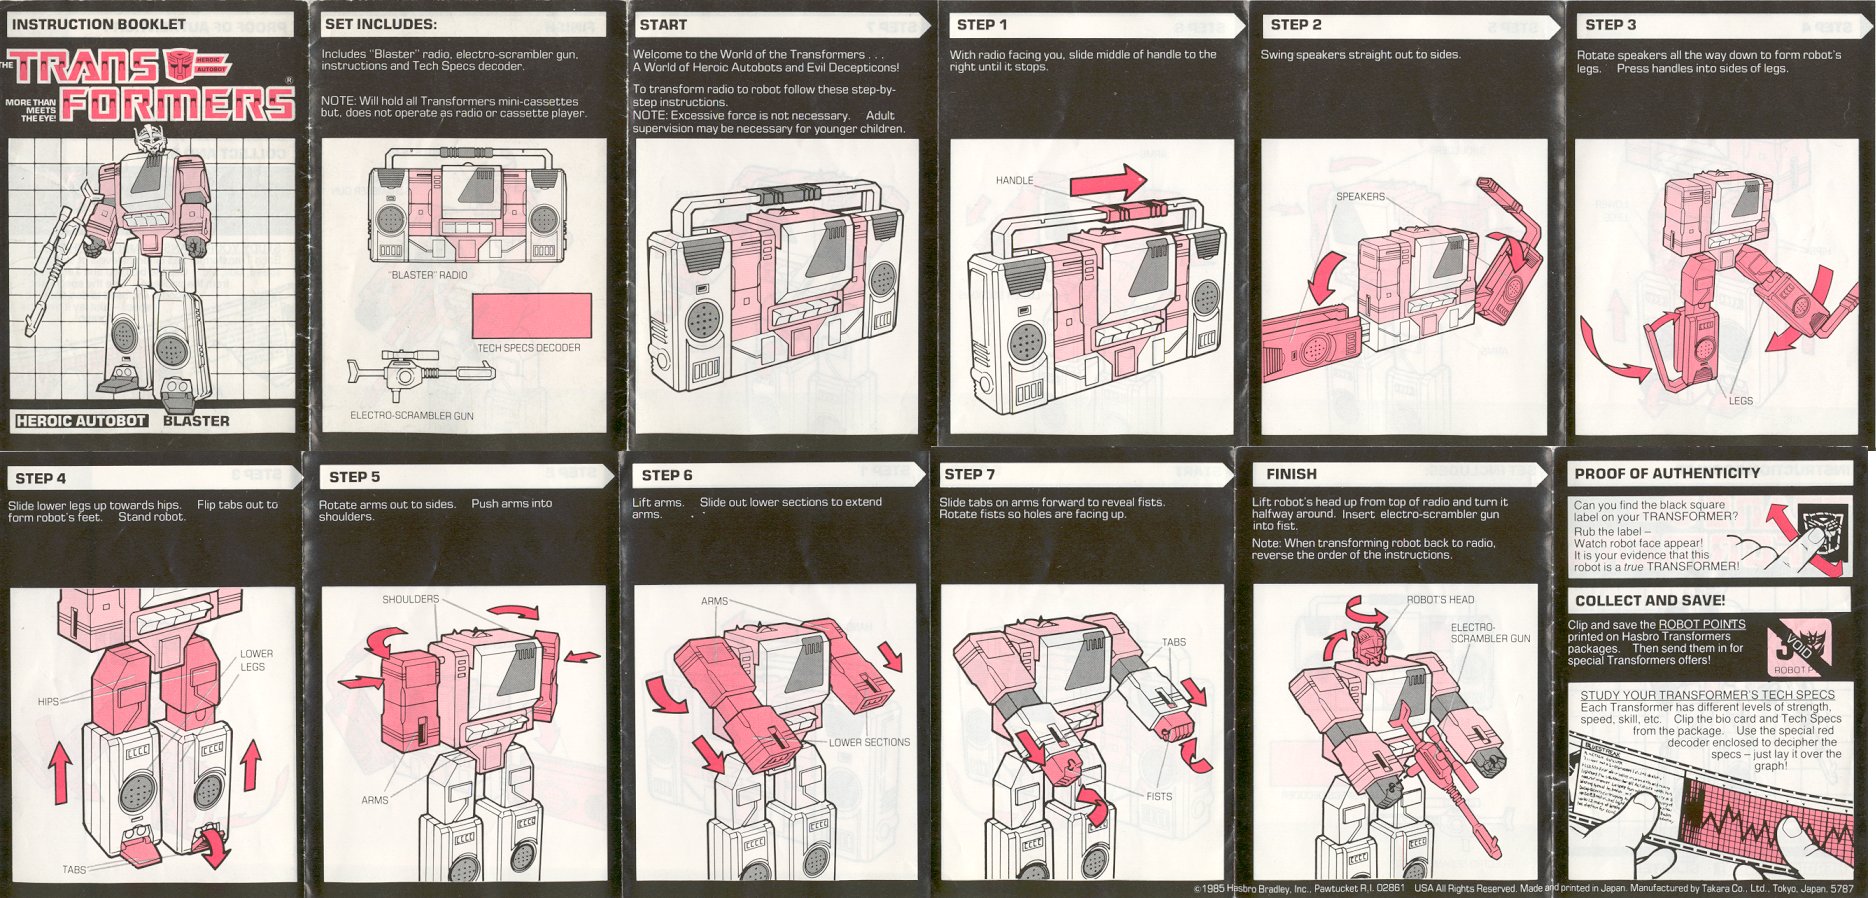 INSTRUCTION BOOKLET
THE TRANSFORMERS
HEROIC
AUTOBOT
®
MORE THAN
MEETS
THE EYE!
HEROIC AUTOBOT BLASTER
SET INCLUDES:
Includes "Blaster" radio, electro-scrambler gun,
instructions and Tech Specs decoder.
NOTE: Will hold all Transformers mini-cassettes
but, does not operate as radio or cassette player.
"BLASTER" RADIO
TECH SPECS DECODER
ELECTRO-SCRAMBLER GUN
START
Welcome to the World of the Transformers . . .
A World of Heroic Autobots and Evil Decepticons!
To transform radio to robot follow these step-by-
step instructions.
NOTE: Excessive force is not necessary. Adult
supervision may be necessary for younger children.
STEP 1
With radio facing you, slide middle of handle to the
right until it stops.
HANDLE
STEP 2
Swing speakers straight out to sides.
SPEAKERS
STEP 3
Rotate speakers all the way down to form robot's
legs. Press handles into sides of legs.
LEGS
STEP 4
Slide lower legs up towards hips. Flip tabs out to
form robot's feet. Stand robot.
LOWER
LEGS
HIPS
TABS
STEP 5
Rotate arms out to sides. Push arms into
shoulders.
SHOULDERS
ARMS
STEP 6
Lift arms. Slide out lower sections to extend
arms.
ARMS
LOWER SECTIONS
STEP 7
Slide tabs on arms forward to reveal fists.
Rotate fists so holes are facing up.
TABS
FISTS
FINISH
Lift robot's head up from top of radio and turn it
halfway around. Insert electro-scrambler gun
into fist.
Note: When transforming robot back to radio,
reverse the order of the instructions.
ROBOT'S HEAD
ELECTRO-
SCRAMBLER GUN
PROOF OF AUTHENTICITY
Can you find the black square
label on your TRANSFORMER?
Rub the label –
Watch robot face appear!
It is your evidence that this
robot is a true TRANSFORMER!
COLLECT AND SAVE!
Clip and save the ROBOT POINTS
printed on Hasbro Transformers
packages. Then send them in for
special Transformers offers!
VOID
ROBOT P
STUDY YOUR TRANSFORMER'S TECH SPECS
Each Transformer has different levels of strength,
speed, skill, etc. Clip the bio card and Tech Specs
from the package. Use the special red
decoder enclosed to decipher the
specs – just lay it over the
graph!
BLUESTREAK
©1985 Hasbro Bradley, Inc., Pawtucket R.I. 02861 USA All Rights Reserved. Made and printed in Japan. Manufactured by Takara Co., Ltd., Tokyo, Japan. 5787